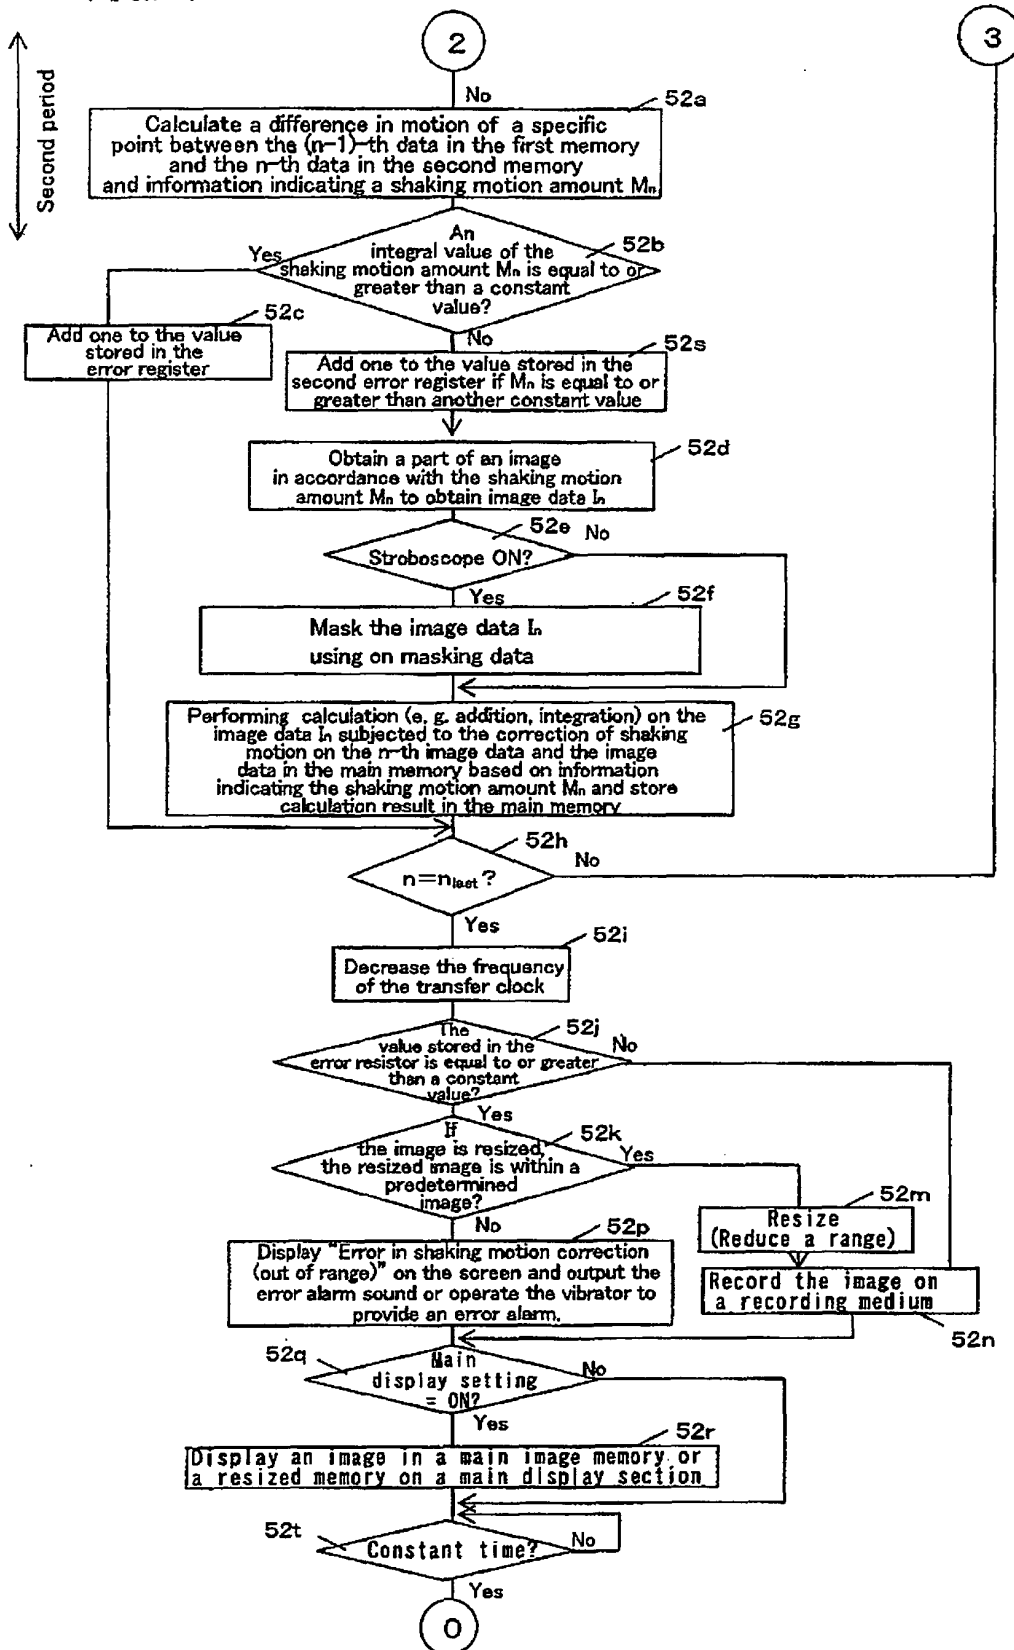 2
3
Second period
No
52a
Calculate a difference in motion of a specific
point between the (n-1)-th data in the first memory
and the n-th data in the second memory
and information indicating a shaking motion amount Mn
52b
An
integral value of the
shaking motion amount Mn is equal to or
greater than a constant
value?
Yes
52c
Add one to the value
stored in the
error register
No
52s
Add one to the value stored in the
second error register if Mn is equal to or
greater than another constant value
52d
Obtain a part of an image
in accordance with the shaking motion
amount Mn to obtain image data In
52e
No
Stroboscope ON?
Yes
52f
Mask the image data In
using on masking data
52g
Performing calculation (e. g. addition, integration) on the
image data In subjected to the correction of shaking
motion on the n-th image data and the image
data in the main memory based on information
indicating the shaking motion amount Mn and store
calculation result in the main memory
52h
No
n=nlast?
Yes
52i
Decrease the frequency
of the transfer clock
52j
The
value stored in the
error resistor is equal to or greater
than a constant
value?
No
Yes
52k
If
the image is resized,
the resized image is within a
predetermined
image?
Yes
52m
Resize
(Reduce a range)
No
52p
Display "Error in shaking motion correction
(out of range)" on the screen and output the
error alarm sound or operate the vibrator to
provide an error alarm.
Record the image on
a recording medium
52n
52q
Main
display setting
= ON?
No
Yes
52r
Display an image in a main image memory or
a resized memory on a main display section
52t
Constant time?
No
Yes
0